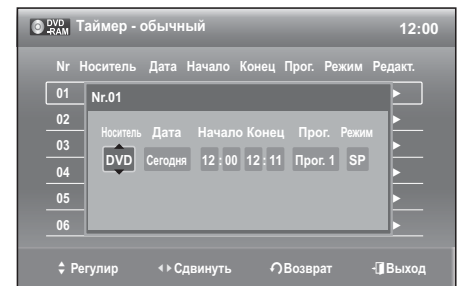 DVD -RAM Таймер - обычный 12:00
Nr Носитель Дата Начало Конец Прог. Режим Редакт.
01
Nr.01
02
03
Носитель Дата Начало Конец Прог. Режим
DVD Сегодня 12 : 00 12 : 11 Прог. 1 SP
04
05
06
Регулир Сдвинуть Возврат Выход